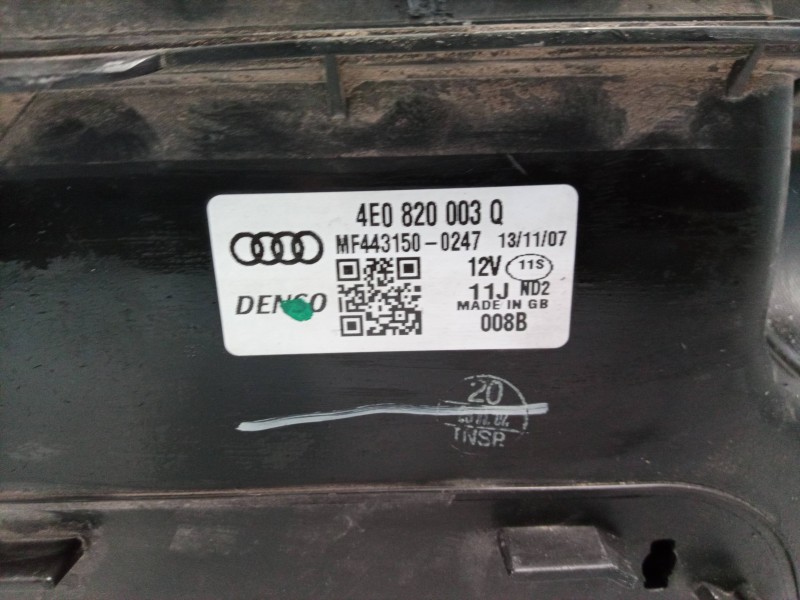 4E0 820 003 Q
MF443150-0247 13/11/07
12V 11S
DENSO 11J ND2
MADE IN GB
008B
20
INSP.